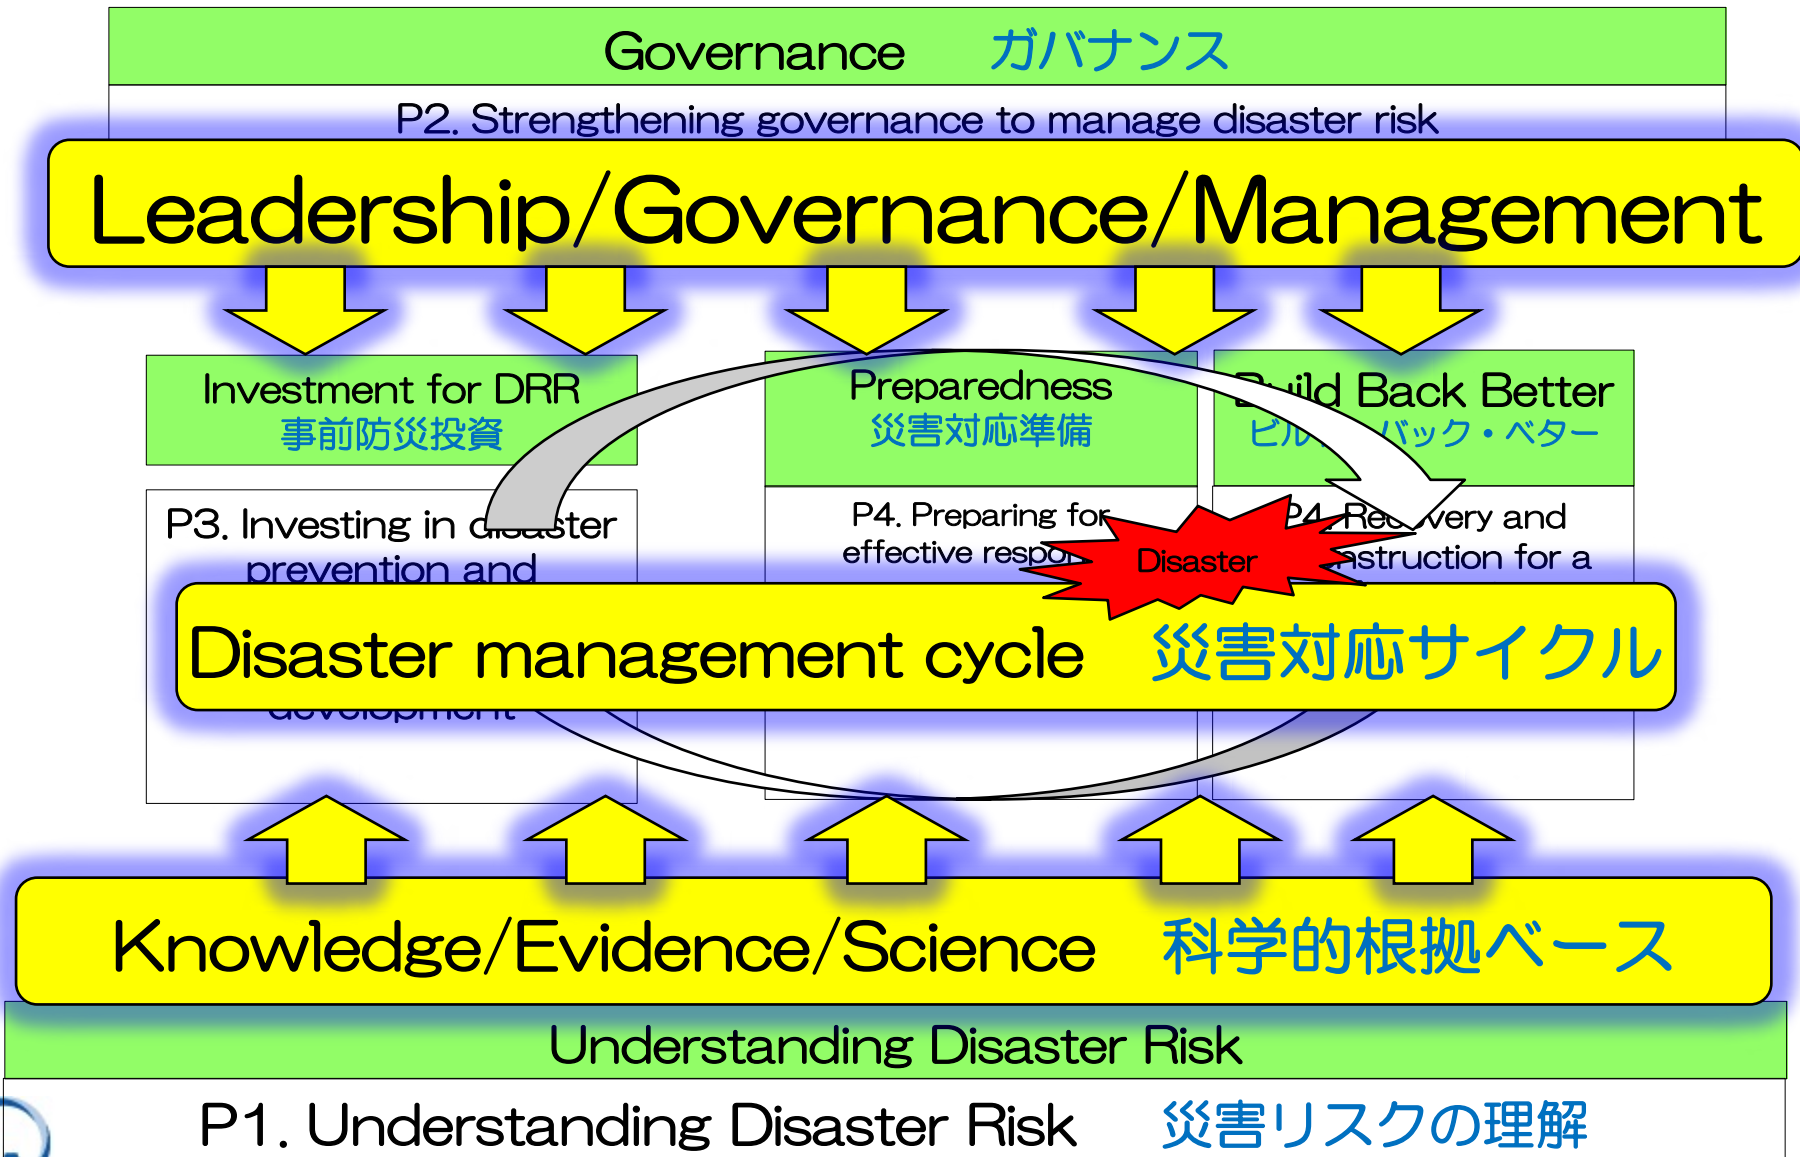 Governance ガバナンス
P2. Strengthening governance to manage disaster risk
Leadership/Governance/Management
Investment for DRR
事前防災投資
Preparedness
災害対応準備
Back Better
バック・ベター
P3. Investing in disaster
prevention and
development
P4. Preparing for
effective
P4. Recovery and
for a
Disaster
Disaster management cycle 災害対応サイクル
Knowledge/Evidence/Science 科学的根拠ベース
Understanding Disaster Risk
P1. Understanding Disaster Risk 災害リスクの理解